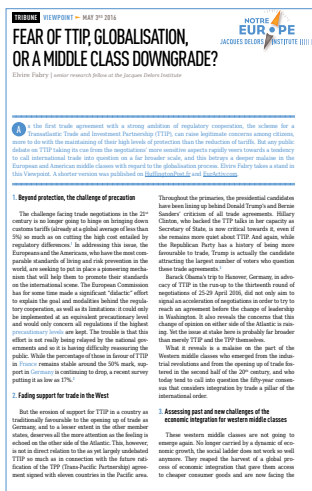 TRIBUNE VIEWPOINT – MAY 3RD 2016
NOTRE
EUROPE
JACQUES DELORS INSTITUTE
FEAR OF TTIP, GLOBALISATION,
OR A MIDDLE CLASS DOWNGRADE?
Elvire Fabry | senior research fellow at the Jacques Delors Institute
As the first trade agreement with a strong ambition of regulatory cooperation, the scheme for a
Transatlantic Trade and Investment Partnership (TTIP), can raise legitimate concerns among citizens,
more to do with the maintaining of their high levels of protection than the reduction of tariffs. But any public
debate on TTIP taking its cue from the negotiations' more sensitive aspects rapidly veers towards a tendency
to call international trade into question on a far broader scale, and this betrays a deeper malaise in the
European and American middle classes with regard to the globalisation process. Elvire Fabry takes a stand in
this Viewpoint. A shorter version was published on HuffingtonPost.fr and EurActiv.com.
1. Beyond protection, the challenge of precaution
The challenge facing trade negotiations in the 21st
century is no longer going to hinge on bringing down
customs tariffs (already at a global average of less than
5%) so much as on cutting the high cost entailed by
regulatory differences.1 In addressing this issue, the
Europeans and the Americans, who have the most com-
parable standards of living and risk prevention in the
world, are seeking to put in place a pioneering mecha-
nism that will help them to promote their standards
on the international scene. The European Commission
has for some time made a significant "didactic" effort
to explain the goal and modalities behind the regula-
tory cooperation, as well as its limitations: it could only
be implemented at an equivalent precautionary level
and would only concern all regulations if the highest
precautionary levels are kept. The trouble is that this
effort is not really being relayed by the national gov-
ernments and so it is having difficulty reassuring the
public. While the percentage of those in favour of TTIP
in France remains stable around the 50% mark, sup-
port in Germany is continuing to drop, a recent survey
putting it as low as 17%.2
2. Fading support for trade in the West
But the erosion of support for TTIP in a country as
traditionally favourable to the opening up of trade as
Germany, and to a lesser extent in the other member
states, deserves all the more attention as the feeling is
echoed on the other side of the Atlantic. This, however,
is not in direct relation to the as yet largely undebated
TTIP so much as in connection with the future rati-
fication of the TPP (Trans-Pacific Partnership) agree-
ment signed with eleven countries in the Pacific area.
Throughout the primaries, the presidential candidates
have been lining up behind Donald Trump's and Bernie
Sanders' criticism of all trade agreements. Hillary
Clinton, who backed the TTIP talks in her capacity as
Secretary of State, is now critical towards it, even if
she remains more quiet about TTIP. And again, while
the Republican Party has a history of being more
favourable to trade, Trump is actually the candidate
attracting the largest number of voters who question
these trade agreements.3
Barack Obama's trip to Hanover, Germany, in advo-
cacy of TTIP in the run-up to the thirteenth round of
negotiations of 25-29 April 2016, did not only aim to
signal an acceleration of negotiations in order to try to
reach an agreement before the change of leadership
in Washington. It also reveals the concerns that this
change of opinion on either side of the Atlantic is rais-
ing. Yet the issue at stake here is probably far broader
than merely TTIP and the TPP themselves.
What it reveals is a malaise on the part of the
Western middle classes who emerged from the indus-
trial revolutions and from the opening up of trade fos-
tered in the second half of the 20th century, and who
today tend to call into question the fifty-year consen-
sus that considers integration by trade a pillar of the
international order.
3. Assessing past and new challenges of the
economic integration for western middle classes
These western middle classes are not going to
emerge again. No longer carried by a dynamic of eco-
nomic growth, the social ladder does not work so well
anymore. They reaped the harvest of a global pro-
cess of economic integration that gave them access
to cheaper consumer goods and are now facing the